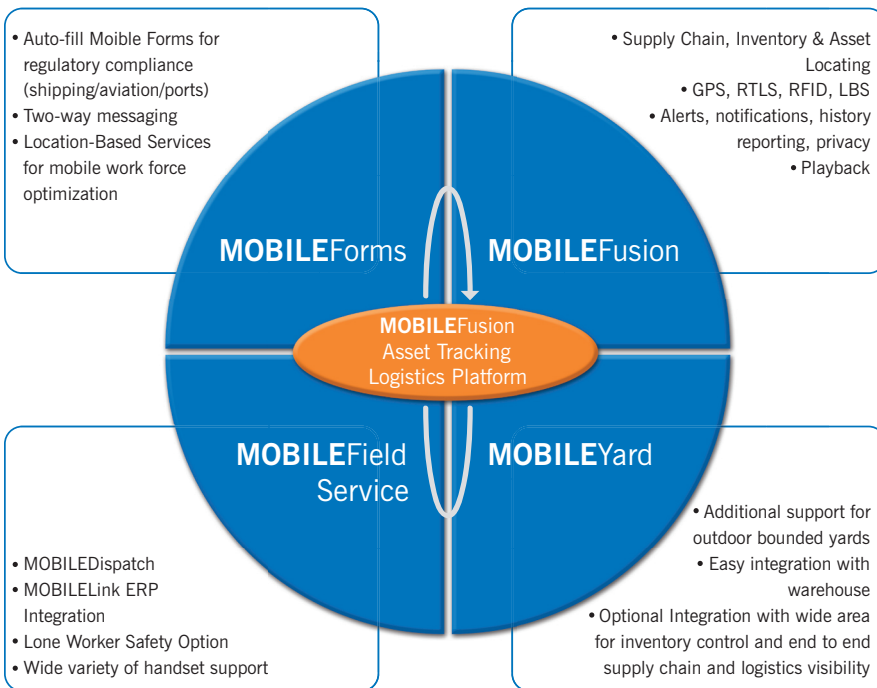 • Auto-fill Moible Forms for
regulatory compliance
(shipping/aviation/ports)
• Two-way messaging
• Location-Based Services
for mobile work force
optimization
• Supply Chain, Inventory & Asset
Locating
• GPS, RTLS, RFID, LBS
• Alerts, notifications, history
reporting, privacy
• Playback
MOBILEForms
MOBILEFusion
MOBILEFusion
Asset Tracking
Logistics Platform
MOBILEField
Service
MOBILEYard
• MOBILEDispatch
• MOBILELink ERP
Integration
• Lone Worker Safety Option
• Wide variety of handset support
• Additional support for
outdoor bounded yards
• Easy integration with
warehouse
• Optional Integration with wide area
for inventory control and end to end
supply chain and logistics visibility